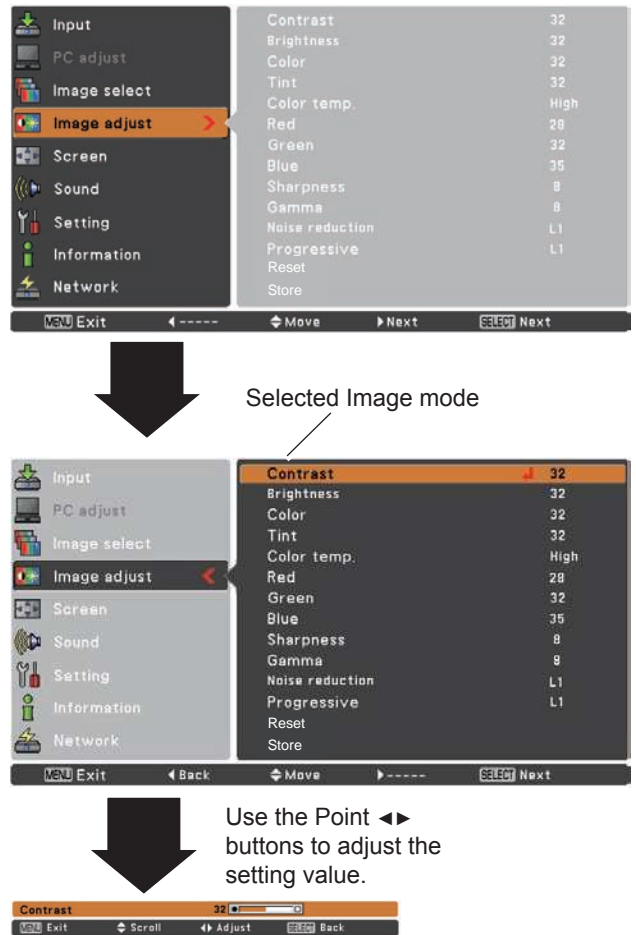 Input
PC adjust
Image select
Image adjust
Screen
Sound
Setting
Information
Network
Contrast 32
Brightness 32
Color 32
Tint 32
Color temp. High
Red 28
Green 32
Blue 35
Sharpness 8
Gamma 8
Noise reduction L1
Progressive L1
Reset
Store
MENU Exit ◀ ----- ◆ Move ▶ Next SELECT Next
Selected Image mode
Input
PC adjust
Image select
Image adjust
Screen
Sound
Setting
Information
Network
Contrast 32
Brightness 32
Color 32
Tint 32
Color temp. High
Red 28
Green 32
Blue 35
Sharpness 8
Gamma 8
Noise reduction L1
Progressive L1
Reset
Store
MENU Exit ◀ Back ◆ Move ▶ ----- SELECT Next
Use the Point ◄►
buttons to adjust the
setting value.
Contrast 32
MENU Exit ◆ Scroll ◀▶ Adjust SELECT Back